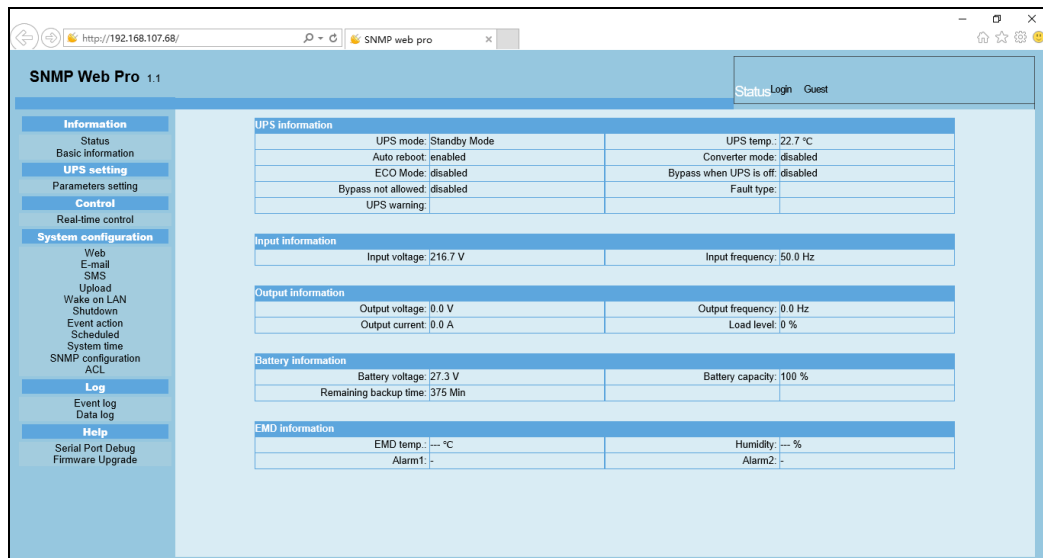 http://192.168.107.68/
SNMP web pro
SNMP Web Pro 1.1
Status Login Guest
Information
Status
Basic information
UPS setting
Parameters setting
Control
Real-time control
System configuration
Web
E-mail
SMS
Upload
Wake on LAN
Shutdown
Event action
Scheduled
System time
SNMP configuration
ACL
Log
Event log
Data log
Help
Serial Port Debug
Firmware Upgrade
UPS information
UPS mode: Standby Mode UPS temp.: 22.7 ℃
Auto reboot: enabled Converter mode: disabled
ECO Mode: disabled Bypass when UPS is off: disabled
Bypass not allowed: disabled Fault type:
UPS warning:
Input information
Input voltage: 216.7 V Input frequency: 50.0 Hz
Output information
Output voltage: 0.0 V Output frequency: 0.0 Hz
Output current: 0.0 A Load level: 0 %
Battery information
Battery voltage: 27.3 V Battery capacity: 100 %
Remaining backup time: 375 Min
EMD information
EMD temp.: --- ℃ Humidity: --- %
Alarm1: - Alarm2: -